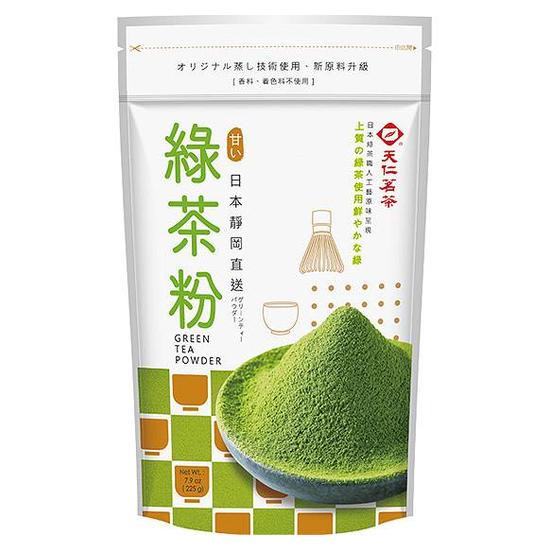 由此開
オリジナル蒸し技術使用、新原料升級
[ 香料、着色料不使用 ]
天仁茗茶
日本綠茶職人工藝原味呈現
上質の綠茶使用鮮やかな綠
甘い
綠茶粉
日本靜岡直送
グリーンティー
パウダー
GREEN
TEA
POWDER
Net Wt. :
7.9 oz
( 225 g )